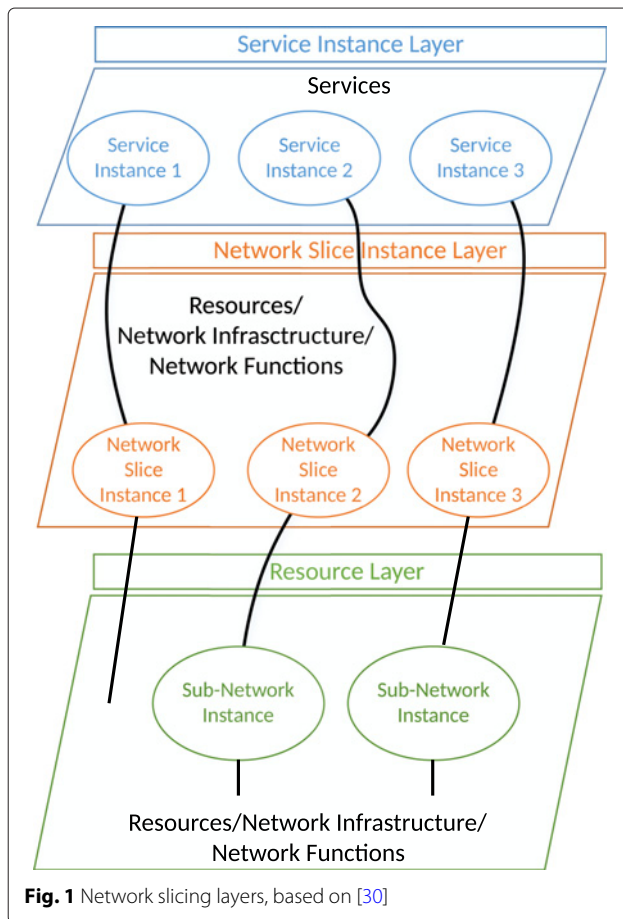 Service Instance Layer
Services
Service
Instance 1
Service
Instance 2
Service
Instance 3
Network Slice Instance Layer
Resources/
Network Infrasctructure/
Network Functions
Network
Slice
Instance 1
Network
Slice
Instance 2
Network
Slice
Instance 3
Resource Layer
Sub-Network
Instance
Sub-Network
Instance
Resources/Network Infrastructure/
Network Functions
Fig. 1 Network slicing layers, based on [30]